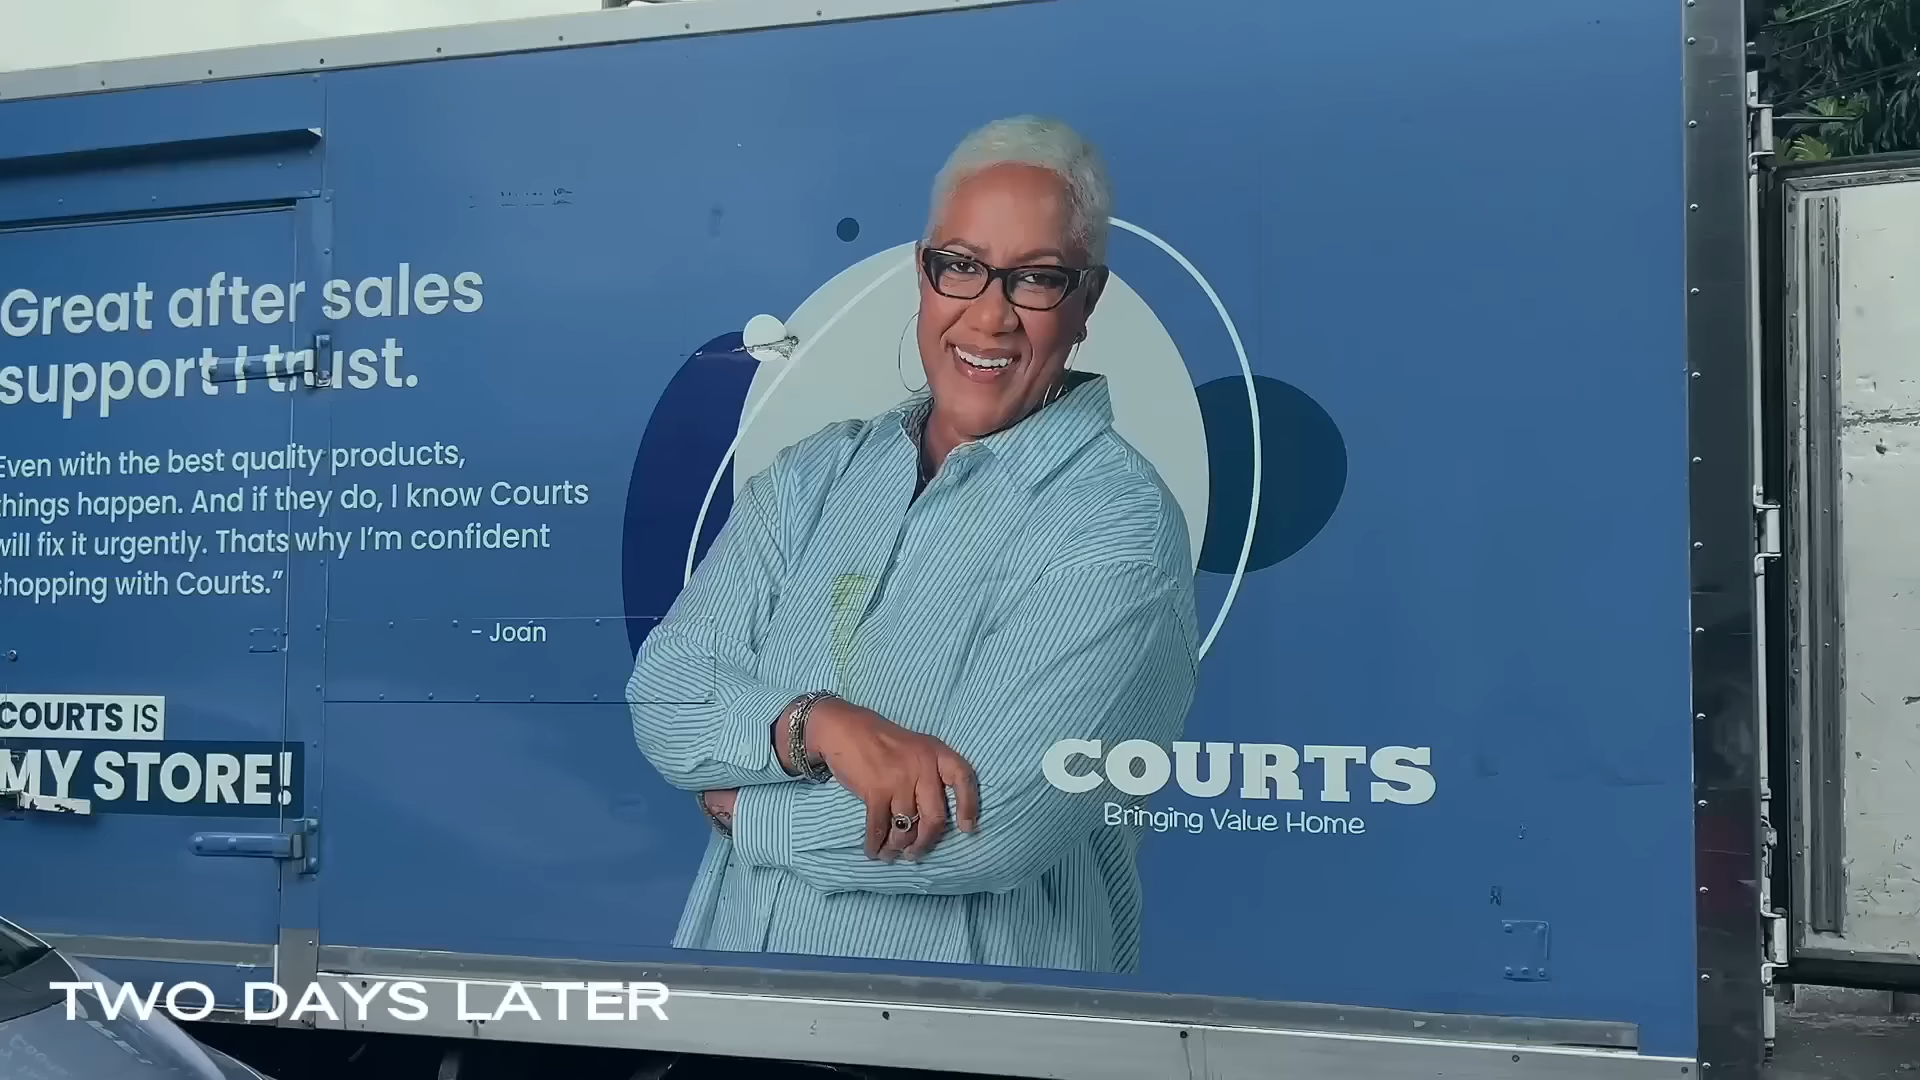 Great after sales
support I trust.
Even with the best quality products,
things happen. And if they do, I know Courts
will fix it urgently. Thats why I'm confident
shopping with Courts.”
- Joan
COURTS IS
MY STORE!
COURTS
Bringing Value Home
TWO DAYS LATER